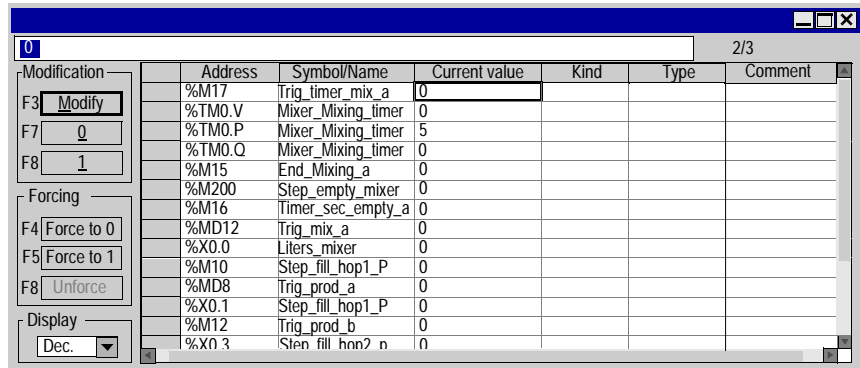 0 2/3
Modification
F3 Modify
F7 0
F8 1
Forcing
F4 Force to 0
F5 Force to 1
F8 Unforce
Display
Dec.
Address Symbol/Name Current value Kind Type Comment
%M17 Trig_timer_mix_a 0
%TM0.V Mixer_Mixing_timer 0
%TM0.P Mixer_Mixing_timer 5
%TM0.Q Mixer_Mixing_timer 0
%M15 End_Mixing_a 0
%M200 Step_empty_mixer 0
%M16 Timer_sec_empty_a 0
%MD12 Trig_mix_a 0
%X0.0 Liters_mixer 0
%M10 Step_fill_hop1_P 0
%MD8 Trig_prod_a 0
%X0.1 Step_fill_hop1_P 0
%M12 Trig_prod_b 0
%X0.3 Step_fill_hop2_p 0